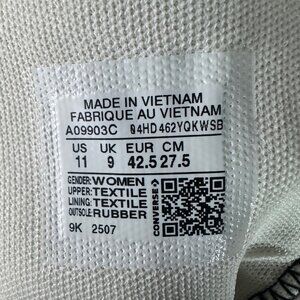 MADE IN VIETNAM
FABRIQUE AU VIETNAM
A09903C 04HD462YQKWSB
US UK EUR CM
11 9 42.5 27.5
GENDER: WOMEN
UPPER: TEXTILE
LINING: TEXTILE
OUTSOLE: RUBBER
9K 2507
CONVERSE